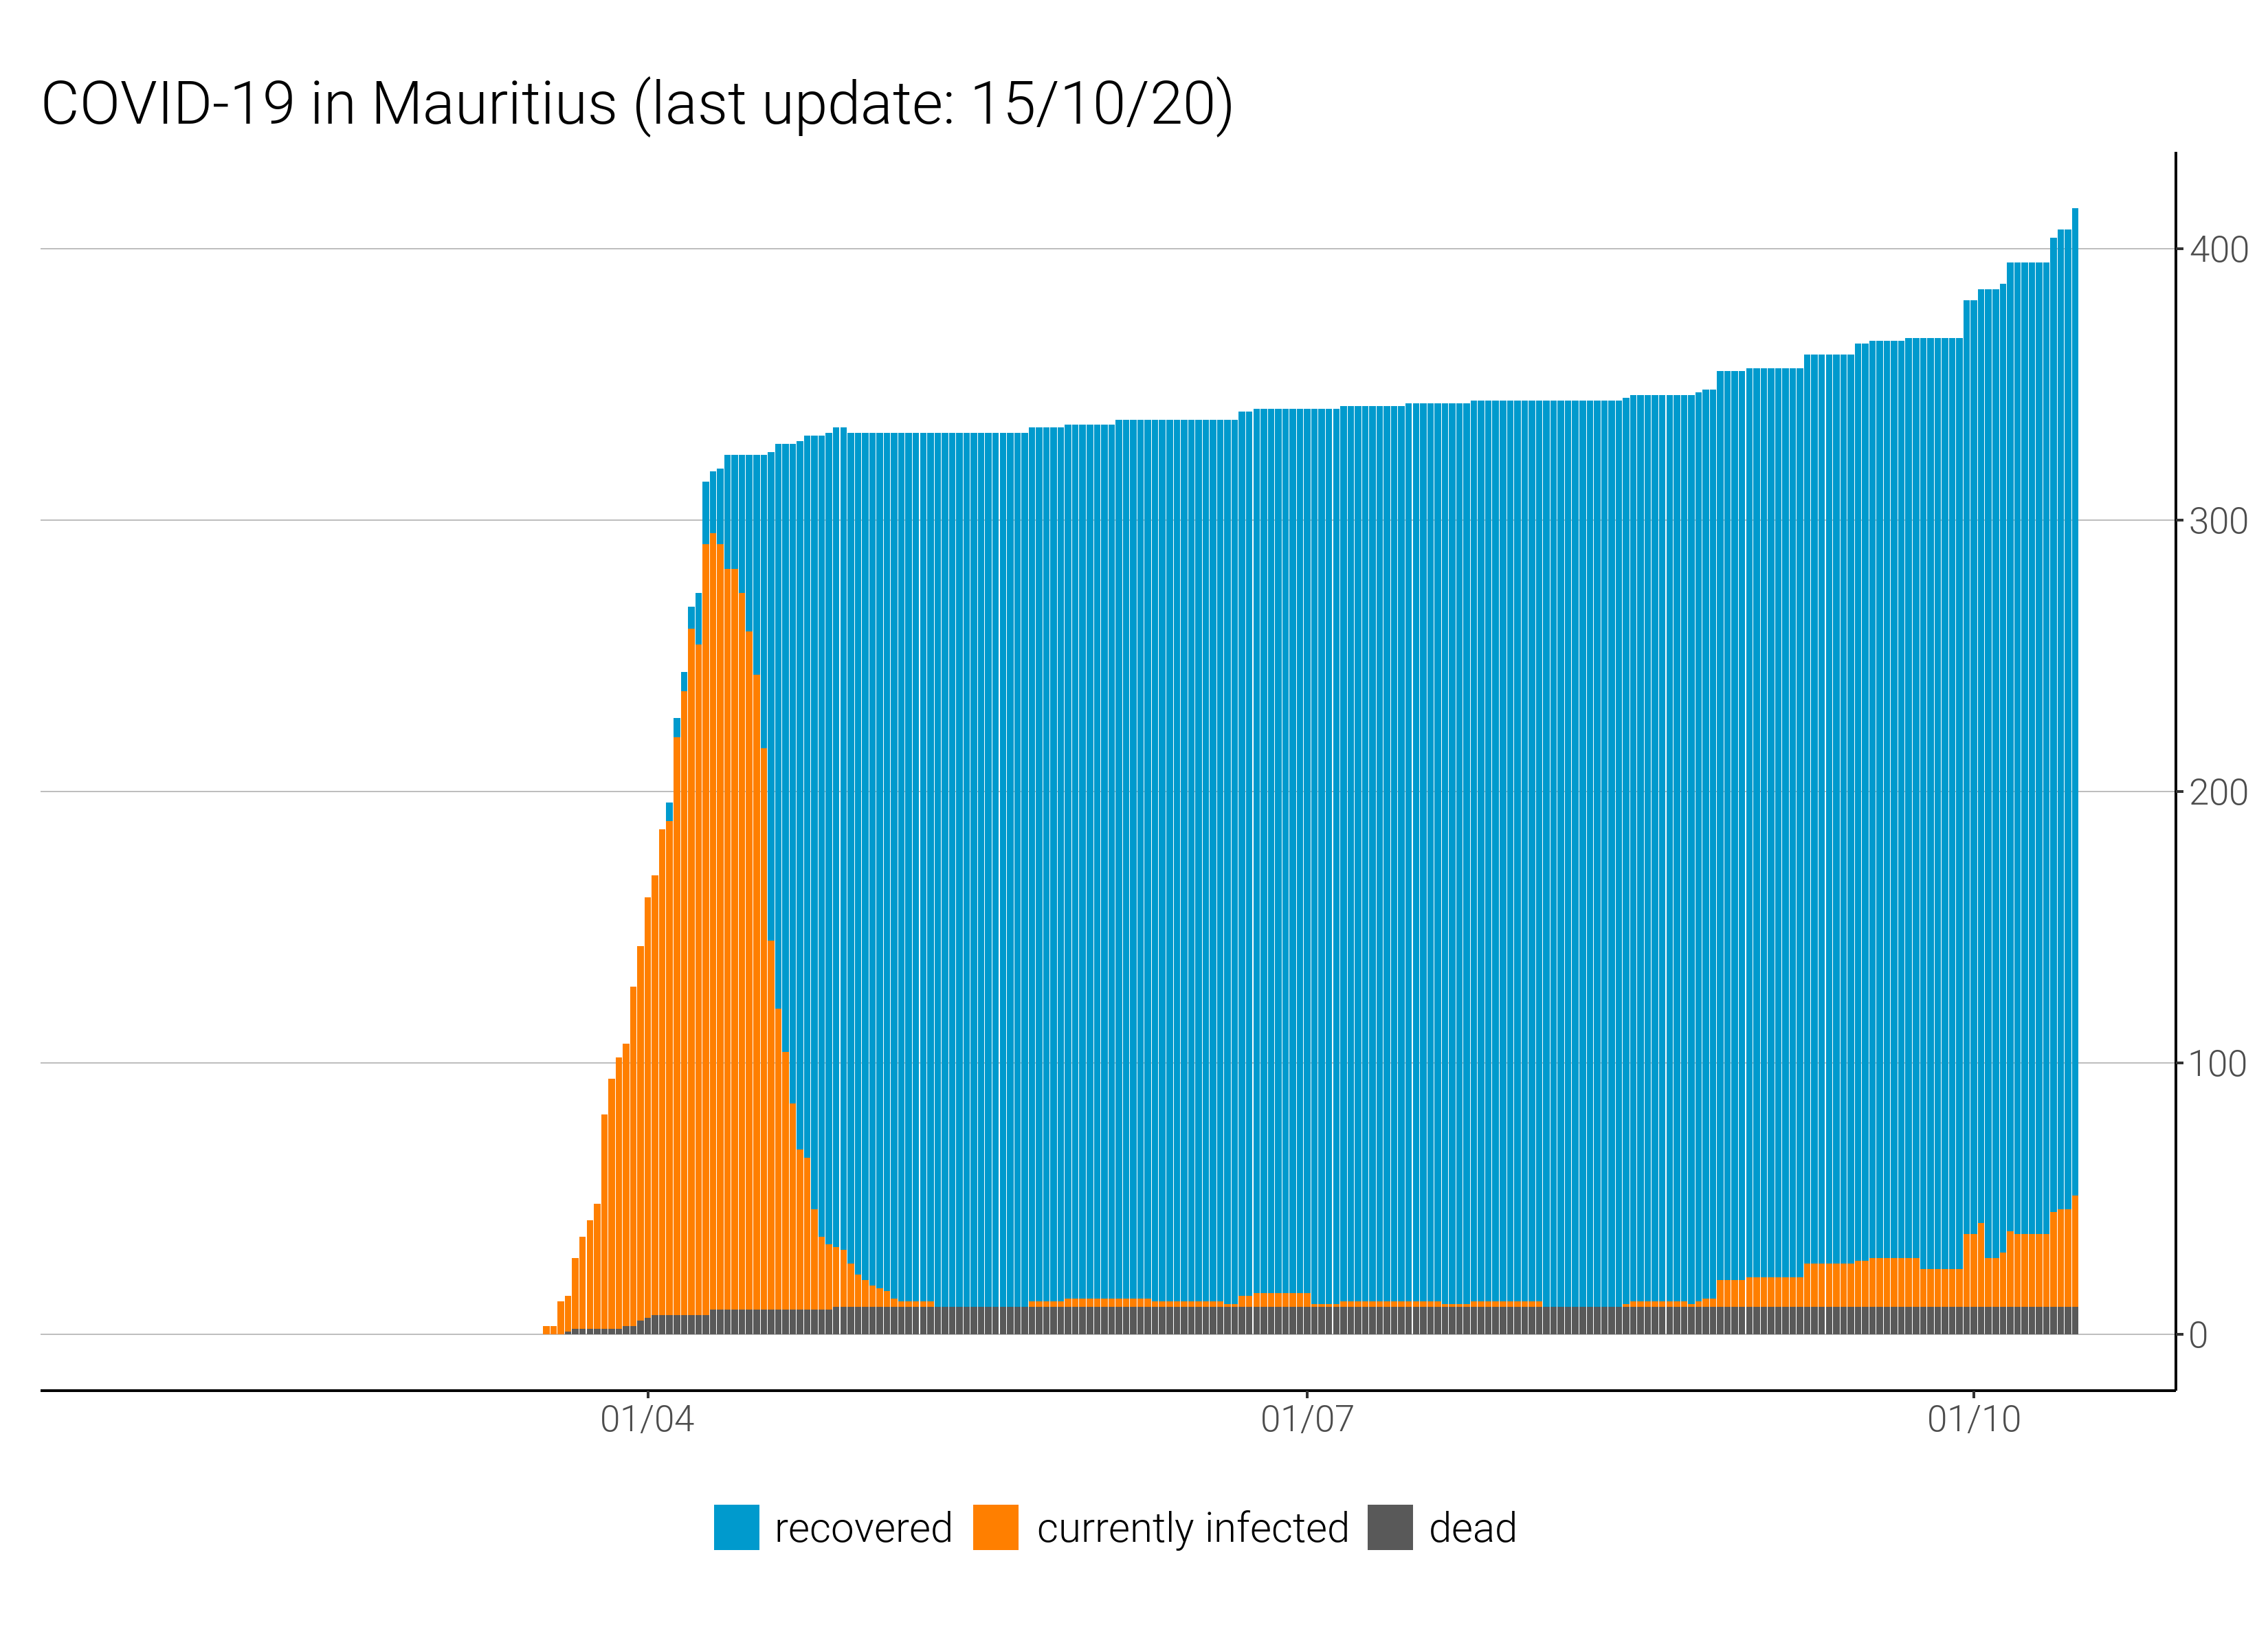 COVID-19 in Mauritius (last update: 15/10/20)
400
300
200
100
0
01/04 01/07 01/10
recovered currently infected dead